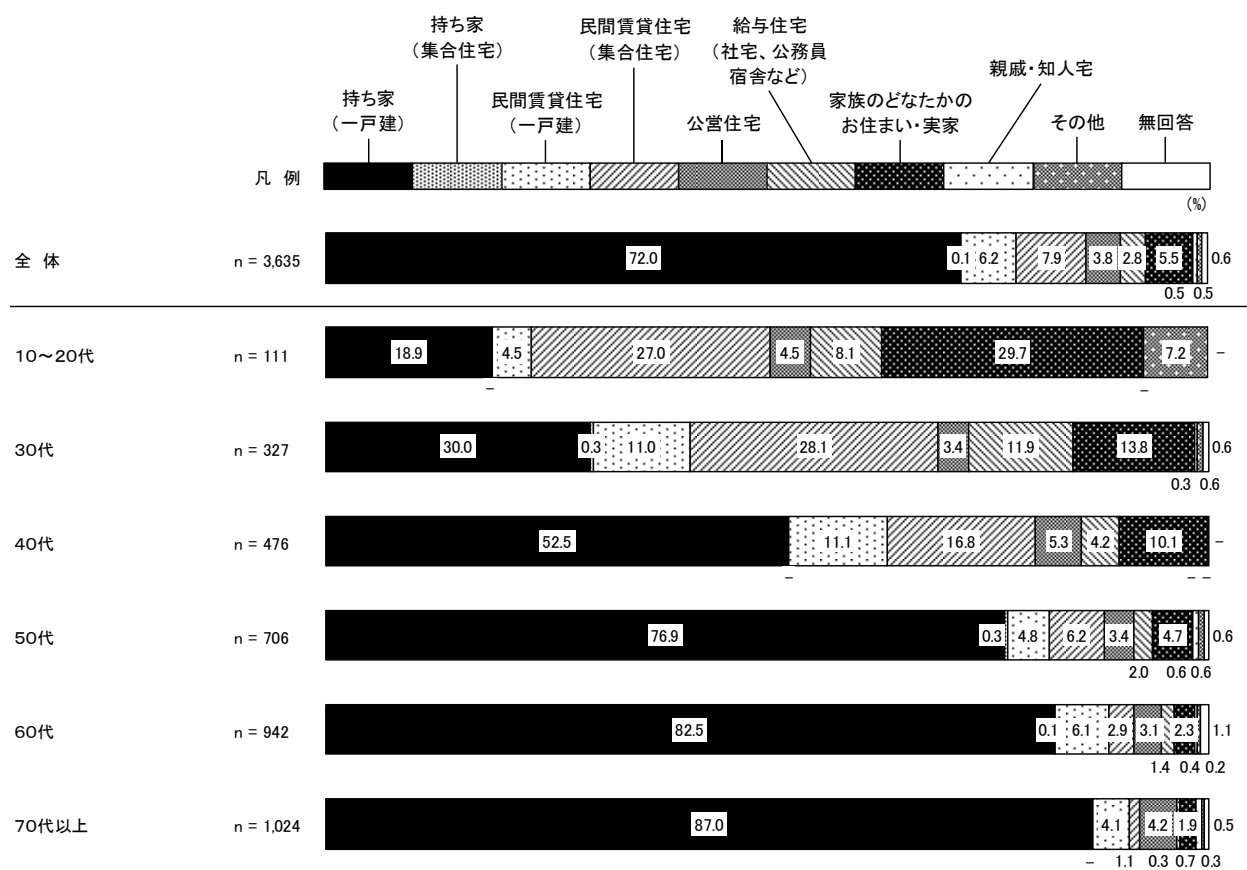 持ち家
（集合住宅）
民間賃貸住宅
（集合住宅）
給与住宅
（社宅、公務員
宿舎など）
親戚・知人宅
持ち家
（一戸建）
民間賃貸住宅
（一戸建）
公営住宅
家族のどなたかの
お住まい・実家
その他
無回答
凡 例
(%)
全 体 n = 3,635 72.0 0.1 6.2 7.9 3.8 2.8 5.5 0.6
0.5 0.5
10～20代 n = 111 18.9 4.5 27.0 4.5 8.1 29.7 7.2 －
－ －
30代 n = 327 30.0 0.3 11.0 28.1 3.4 11.9 13.8 0.6
0.3 0.6
40代 n = 476 52.5 11.1 16.8 5.3 4.2 10.1 －
－ － －
50代 n = 706 76.9 0.3 4.8 6.2 3.4 4.7 0.6
2.0 0.6 0.6
60代 n = 942 82.5 0.1 6.1 2.9 3.1 2.3 1.1
1.4 0.4 0.2
70代以上 n = 1,024 87.0 4.1 4.2 1.9 0.5
－ 1.1 0.3 0.7 0.3